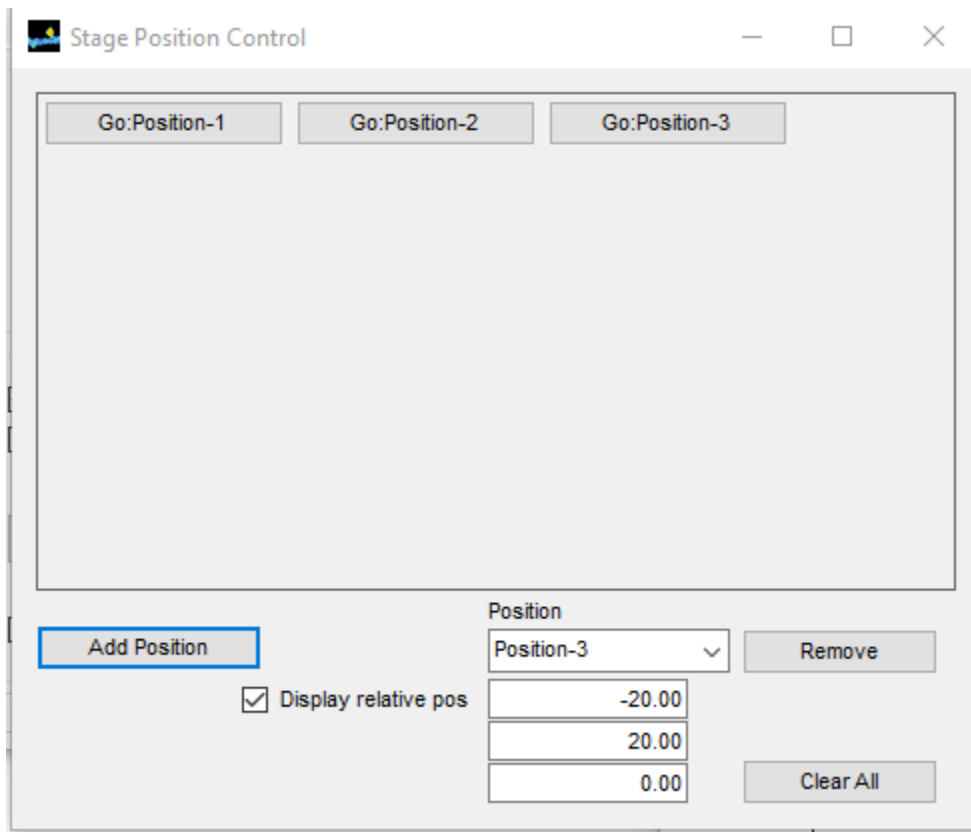 Stage Position Control
Go:Position-1 Go:Position-2 Go:Position-3
Position
Add Position Position-3 Remove
Display relative pos -20.00
20.00
0.00 Clear All